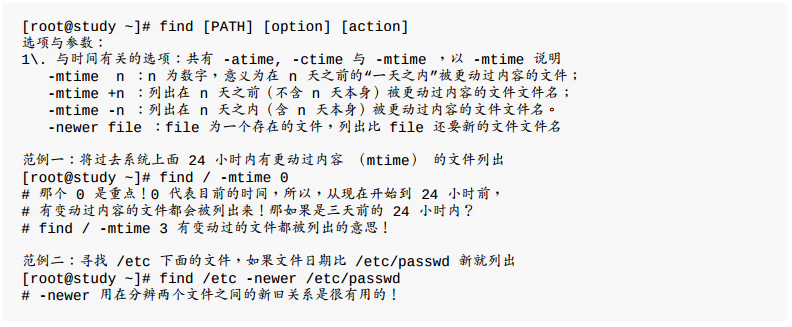 [root@study ~]# find [PATH] [option] [action]
选项与参数：
1\. 与时间有关的选项：共有 -atime, -ctime 与 -mtime ，以 -mtime 说明
-mtime  n ：n 为数字，意义为在 n 天之前的“一天之内”被更动过内容的文件；
-mtime +n ：列出在 n 天之前（不含 n 天本身）被更动过内容的文件文件名；
-mtime -n ：列出在 n 天之内（含 n 天本身）被更动过内容的文件文件名。
-newer file ：file 为一个存在的文件，列出比 file 还要新的文件文件名
范例一：将过去系统上面 24 小时内有更动过内容 （mtime） 的文件列出
[root@study ~]# find / -mtime 0
# 那个 0 是重点！0 代表目前的时间，所以，从现在开始到 24 小时前，
# 有变动过内容的文件都会被列出来！那如果是三天前的 24 小时内？
# find / -mtime 3 有变动过的文件都被列出的意思！
范例二：寻找 /etc 下面的文件，如果文件日期比 /etc/passwd 新就列出
[root@study ~]# find /etc -newer /etc/passwd
# -newer 用在分辨两个文件之间的新旧关系是很有用的！